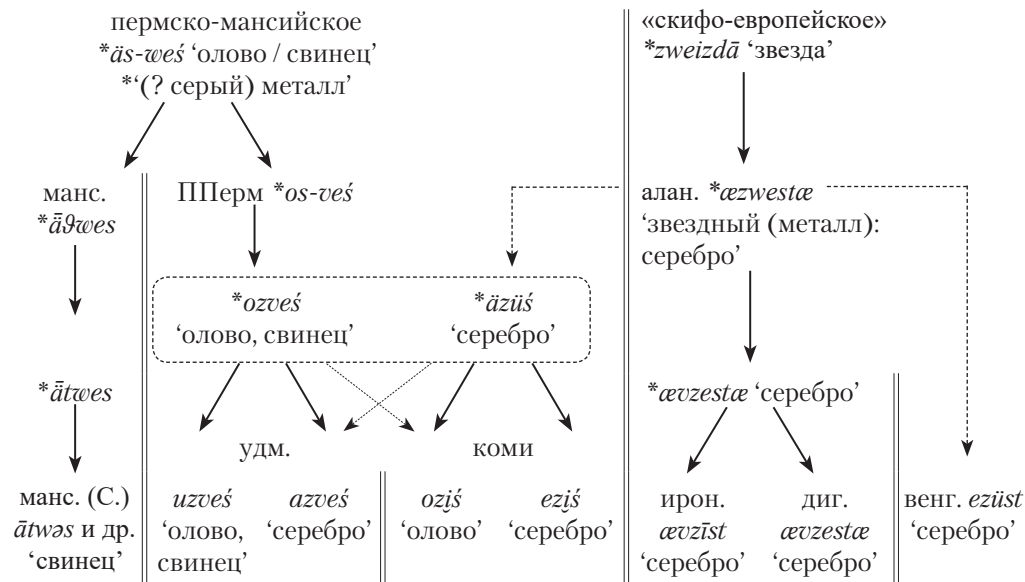 пермско-мансийское
*äs-weś ‘олово / свинец’
*‘(? серый) металл’
«скифо-европейское»
*zweizdā ‘звезда’
манс.
*ā̈ϑwes
ППерм *os-veś
алан. *æzwestæ
‘звездный (металл):
серебро’
*ozveś
‘олово, свинец’
*äzüś
‘серебро’
*ā̈twes
*ævzestæ ‘серебро’
удм.
коми
манс. (С.)
ātwəs и др.
‘свинец’
uzveś
‘олово,
свинец’
azveś
‘серебро’
ozi̮ś
‘олово’
ezi̮ś
‘серебро’
ирон.
ævzīst
‘серебро’
диг.
ævzestæ
‘серебро’
венг. ezüst
‘серебро’